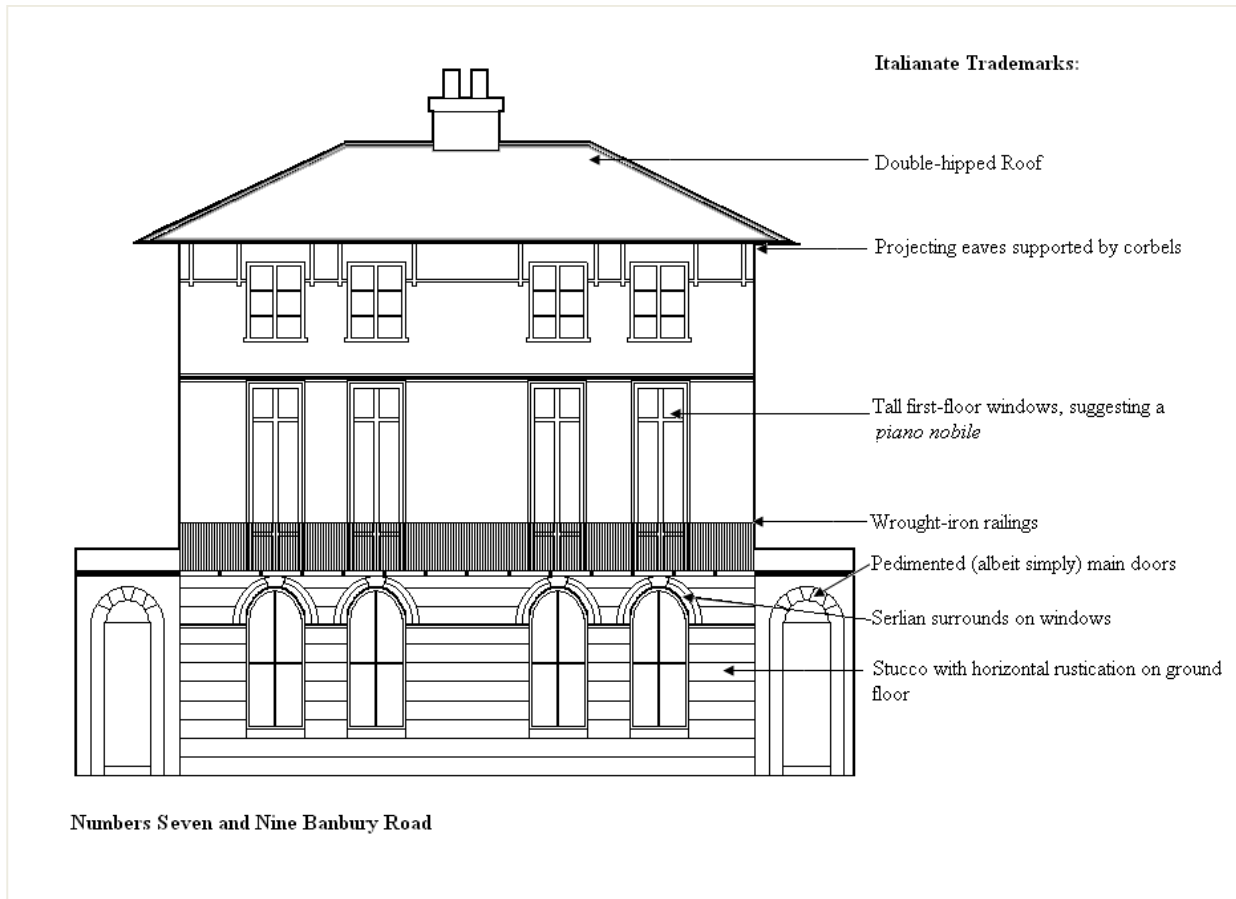 Italianate Trademarks:
Double-hipped Roof
Projecting eaves supported by corbels
Tall first-floor windows, suggesting a
piano nobile
Wrought-iron railings
Pedimented (albeit simply) main doors
Serlian surrounds on windows
Stucco with horizontal rustication on ground
floor
Numbers Seven and Nine Banbury Road